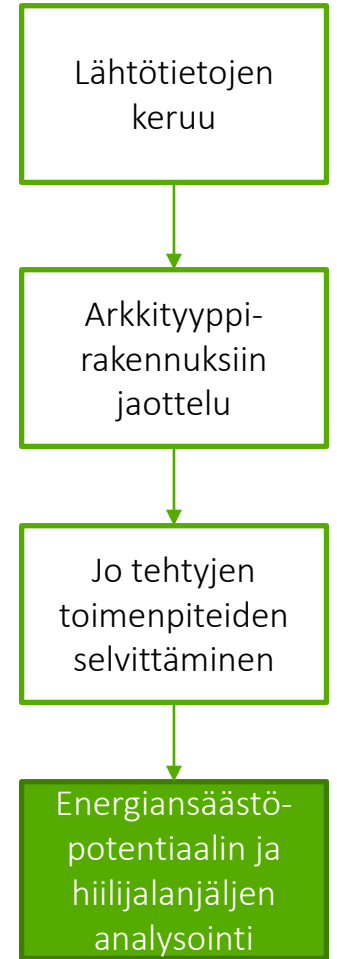 Lähtötietojen
keruu
Arkkityyppi-
rakennuksiin
jaottelu
Jo tehtyjen
toimenpiteiden
selvittäminen
Energiansäästö-
potentiaalin ja
hiilijalanjäljen
analysointi